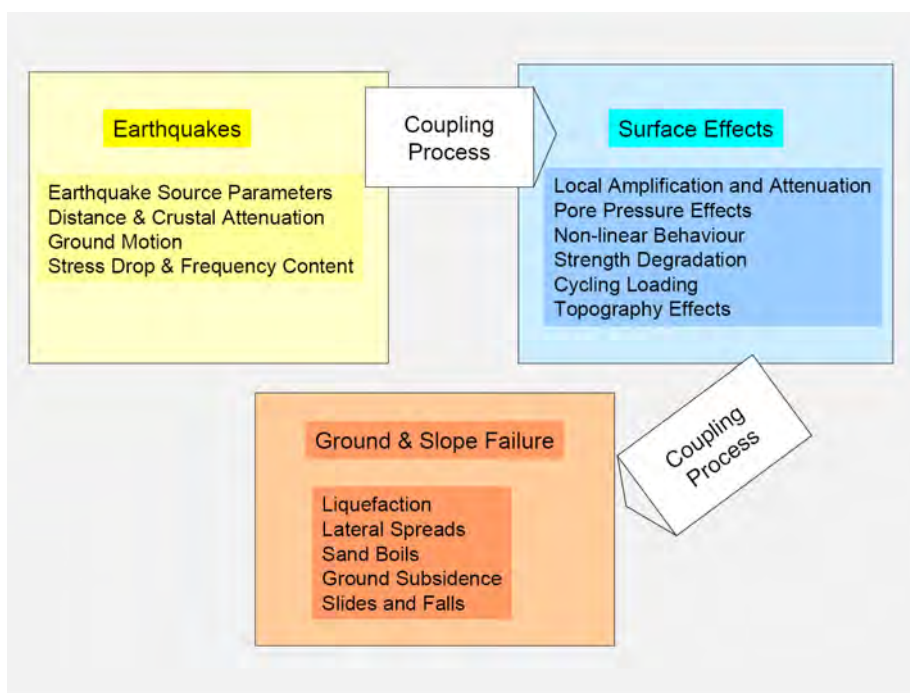 Earthquakes
Earthquake Source Parameters
Distance & Crustal Attenuation
Ground Motion
Stress Drop & Frequency Content
Coupling
Process
Surface Effects
Local Amplification and Attenuation
Pore Pressure Effects
Non-linear Behaviour
Strength Degradation
Cycling Loading
Topography Effects
Coupling
Process
Ground & Slope Failure
Liquefaction
Lateral Spreads
Sand Boils
Ground Subsidence
Slides and Falls